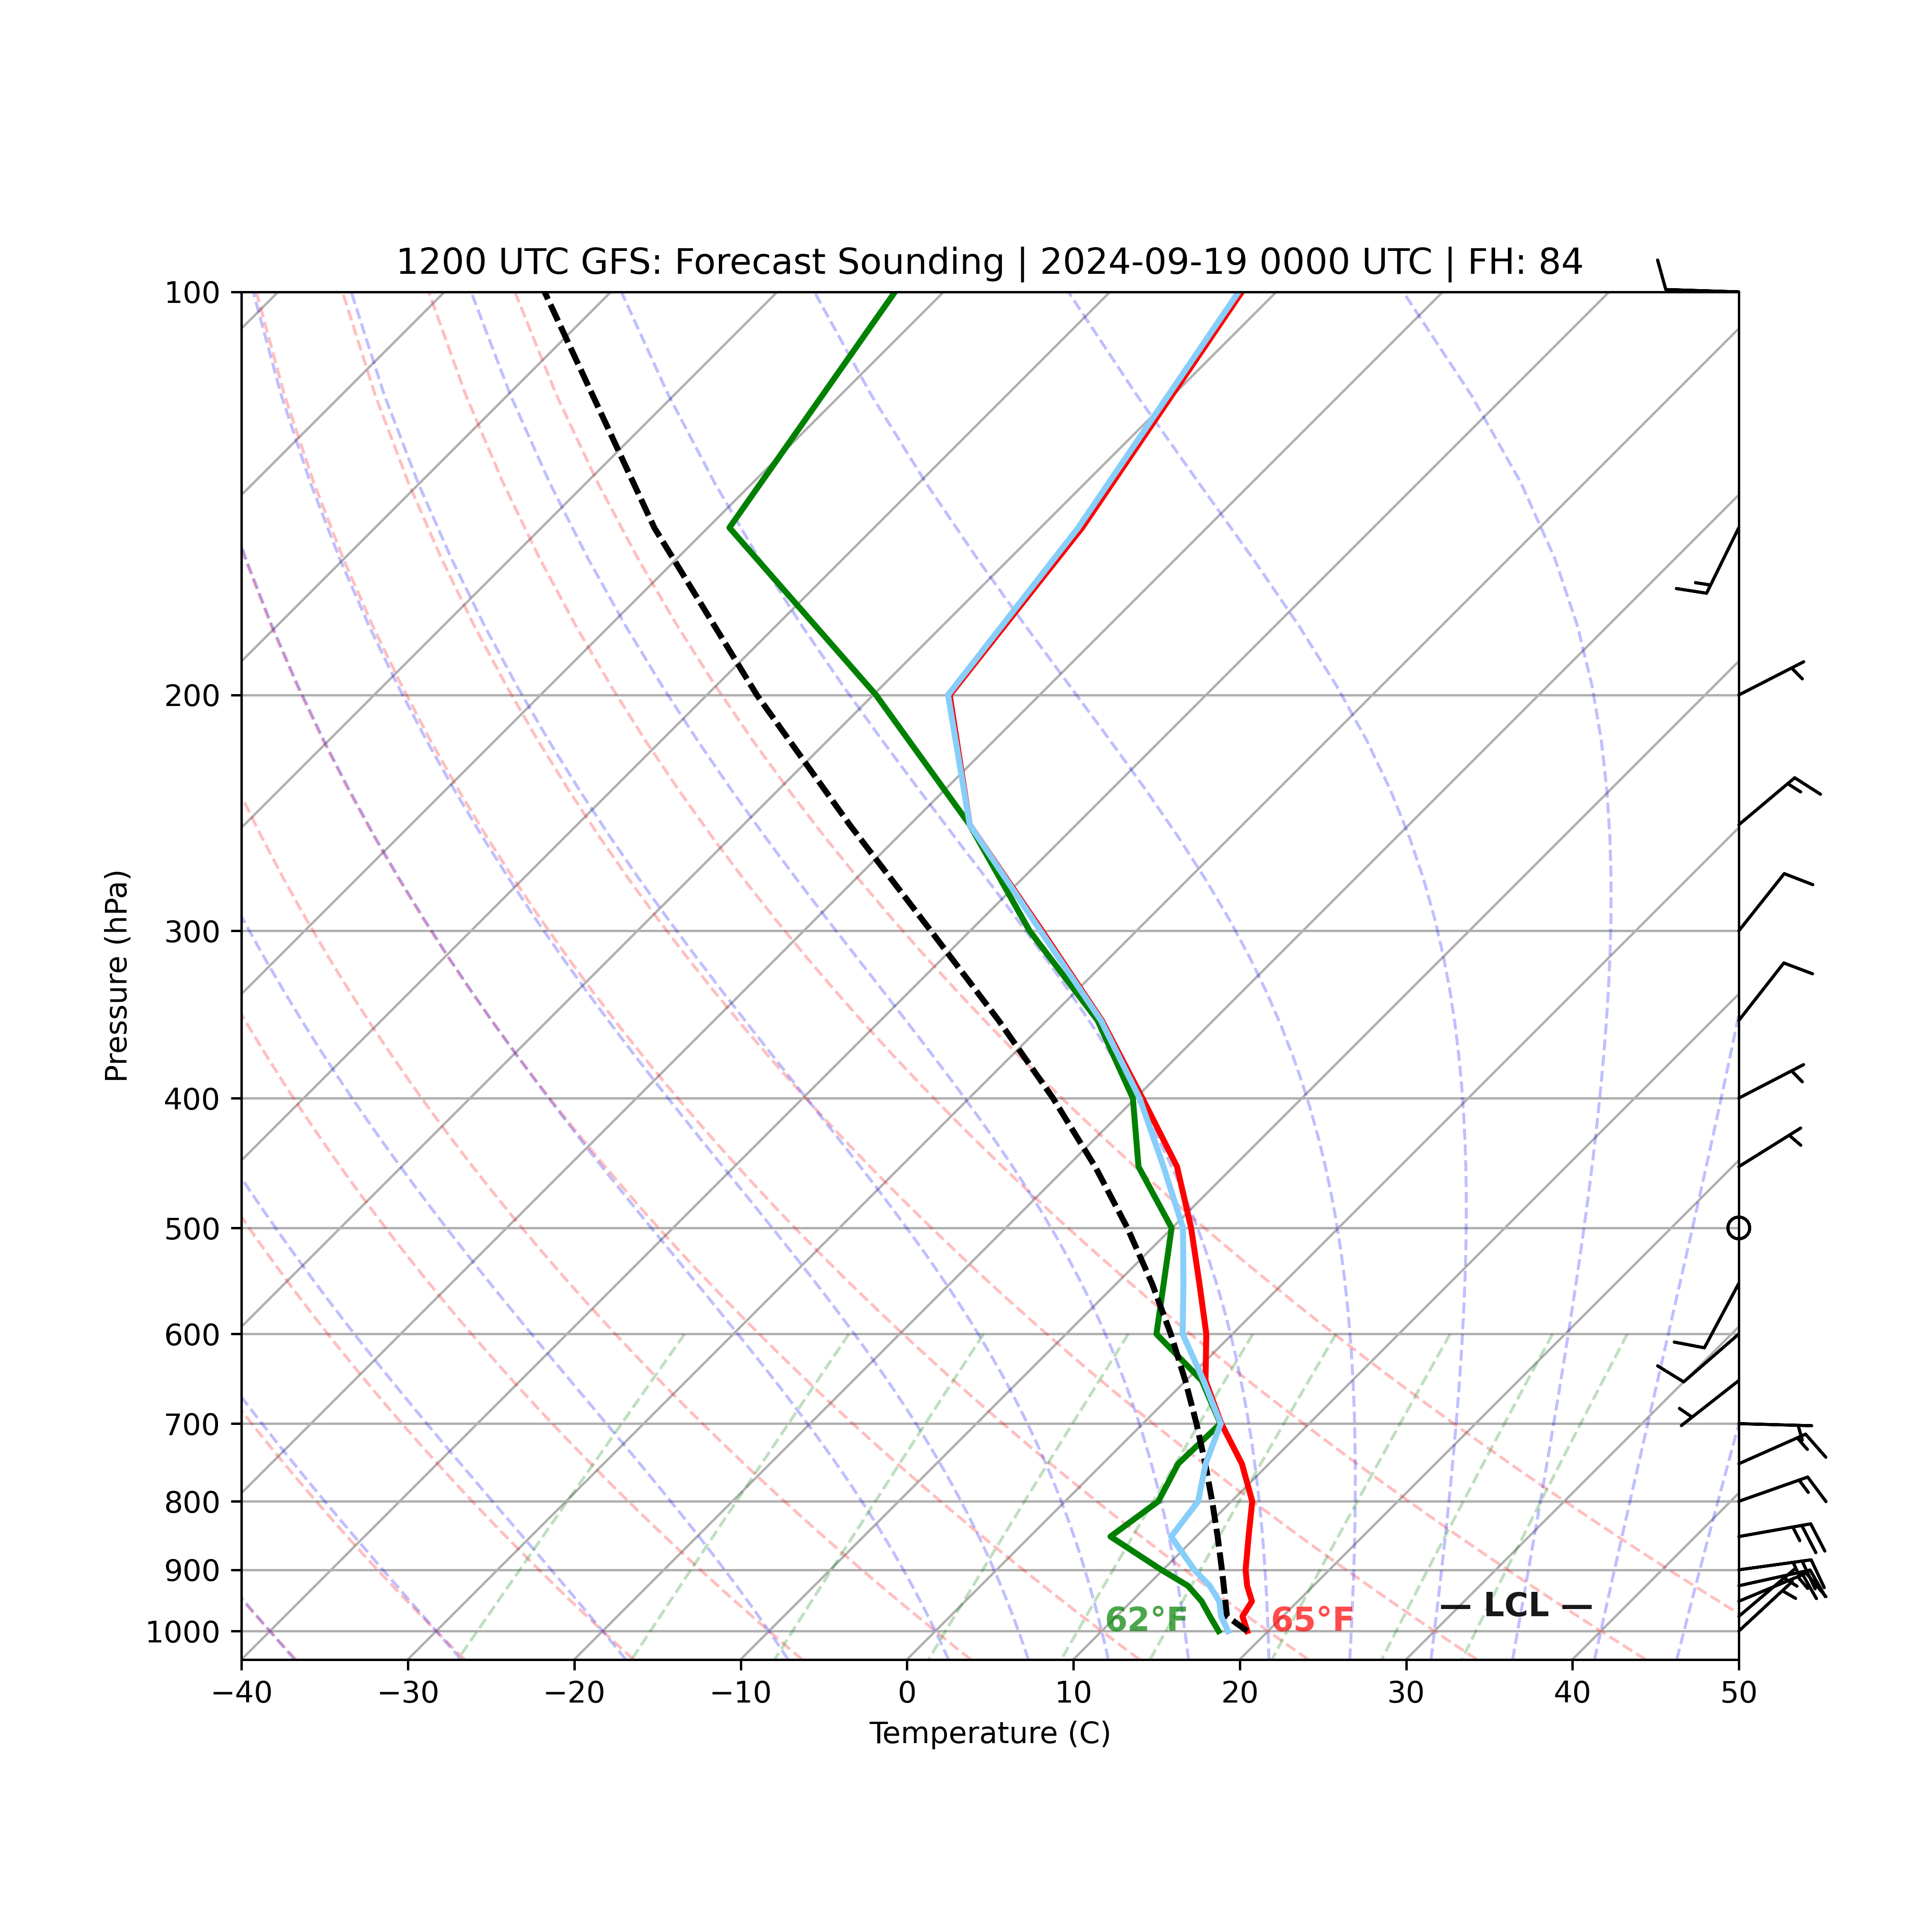 1200 UTC GFS: Forecast Sounding | 2024-09-19 0000 UTC | FH: 84
100
200
300
400
500
600
700
800
900
1000
Pressure (hPa)
62°F
65°F
— LCL —
−40 −30 −20 −10 0 10 20 30 40 50
Temperature (C)